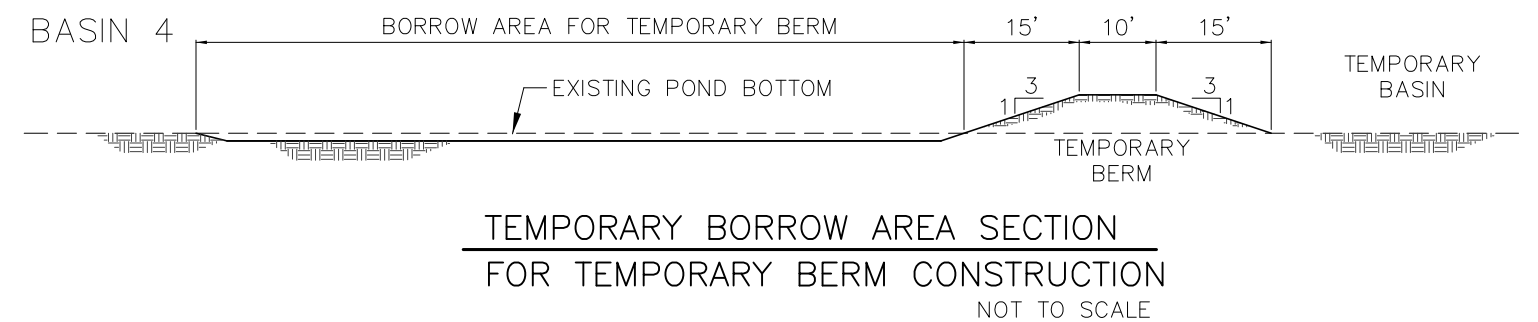 BASIN 4
BORROW AREA FOR TEMPORARY BERM
15'
10'
15'
EXISTING POND BOTTOM
3
1
3
1
TEMPORARY
BASIN
TEMPORARY
BERM
TEMPORARY BORROW AREA SECTION
FOR TEMPORARY BERM CONSTRUCTION
NOT TO SCALE